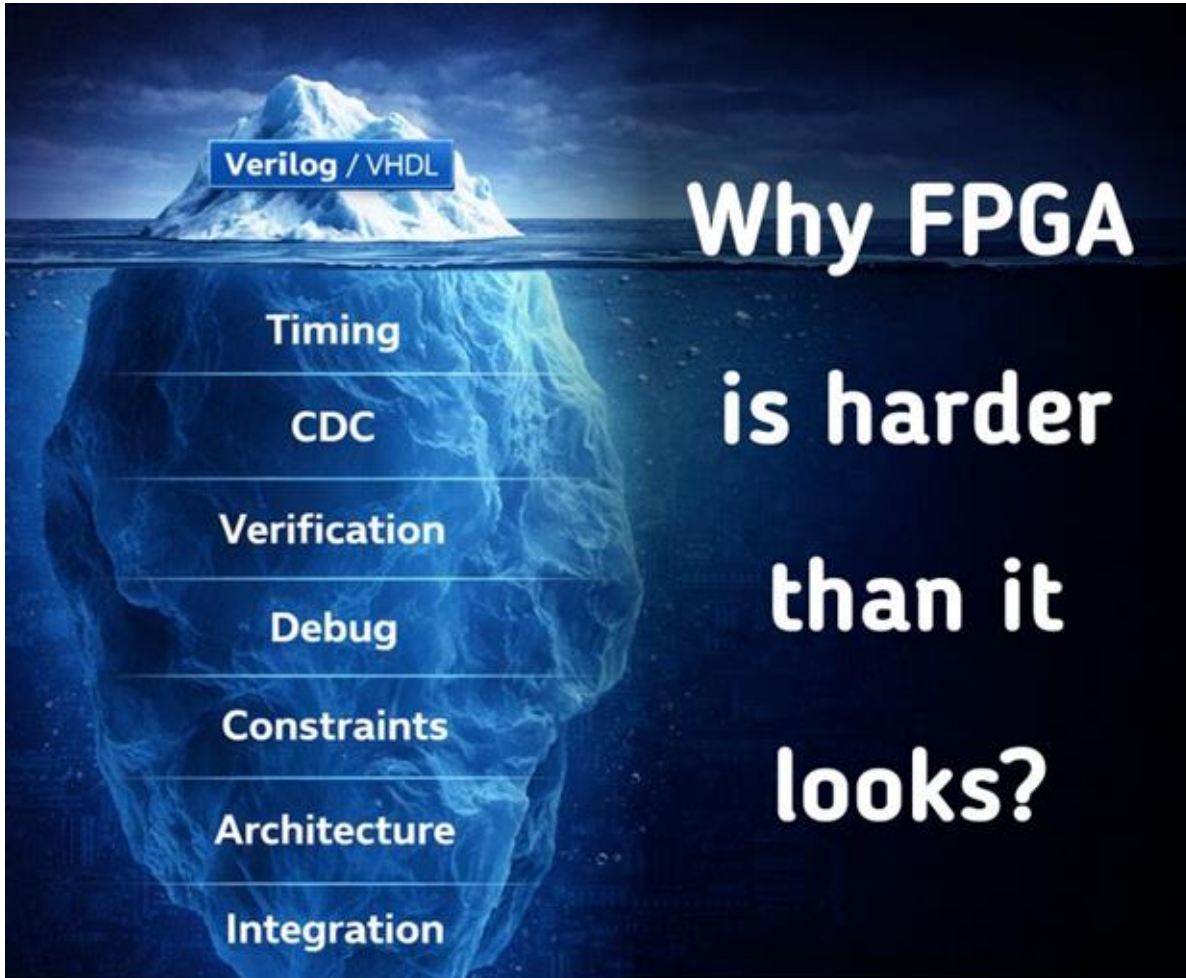 Verilog / VHDL
Timing
CDC
Verification
Debug
Constraints
Architecture
Integration
Why FPGA
is harder
than it
looks?